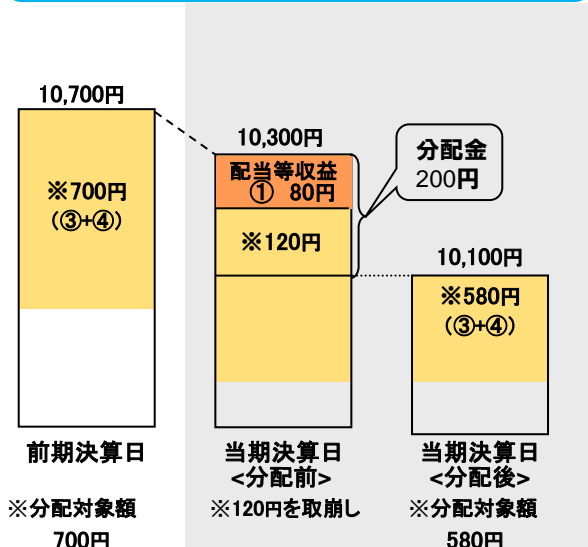 10,700円
※700円
(③+④)
前期決算日
※分配対象額
700円
10,300円
配当等収益
① 80円
※120円
当期決算日
<分配前>
※120円を取崩し
分配金
200円
10,100円
※580円
(③+④)
当期決算日
<分配後>
※分配対象額
580円